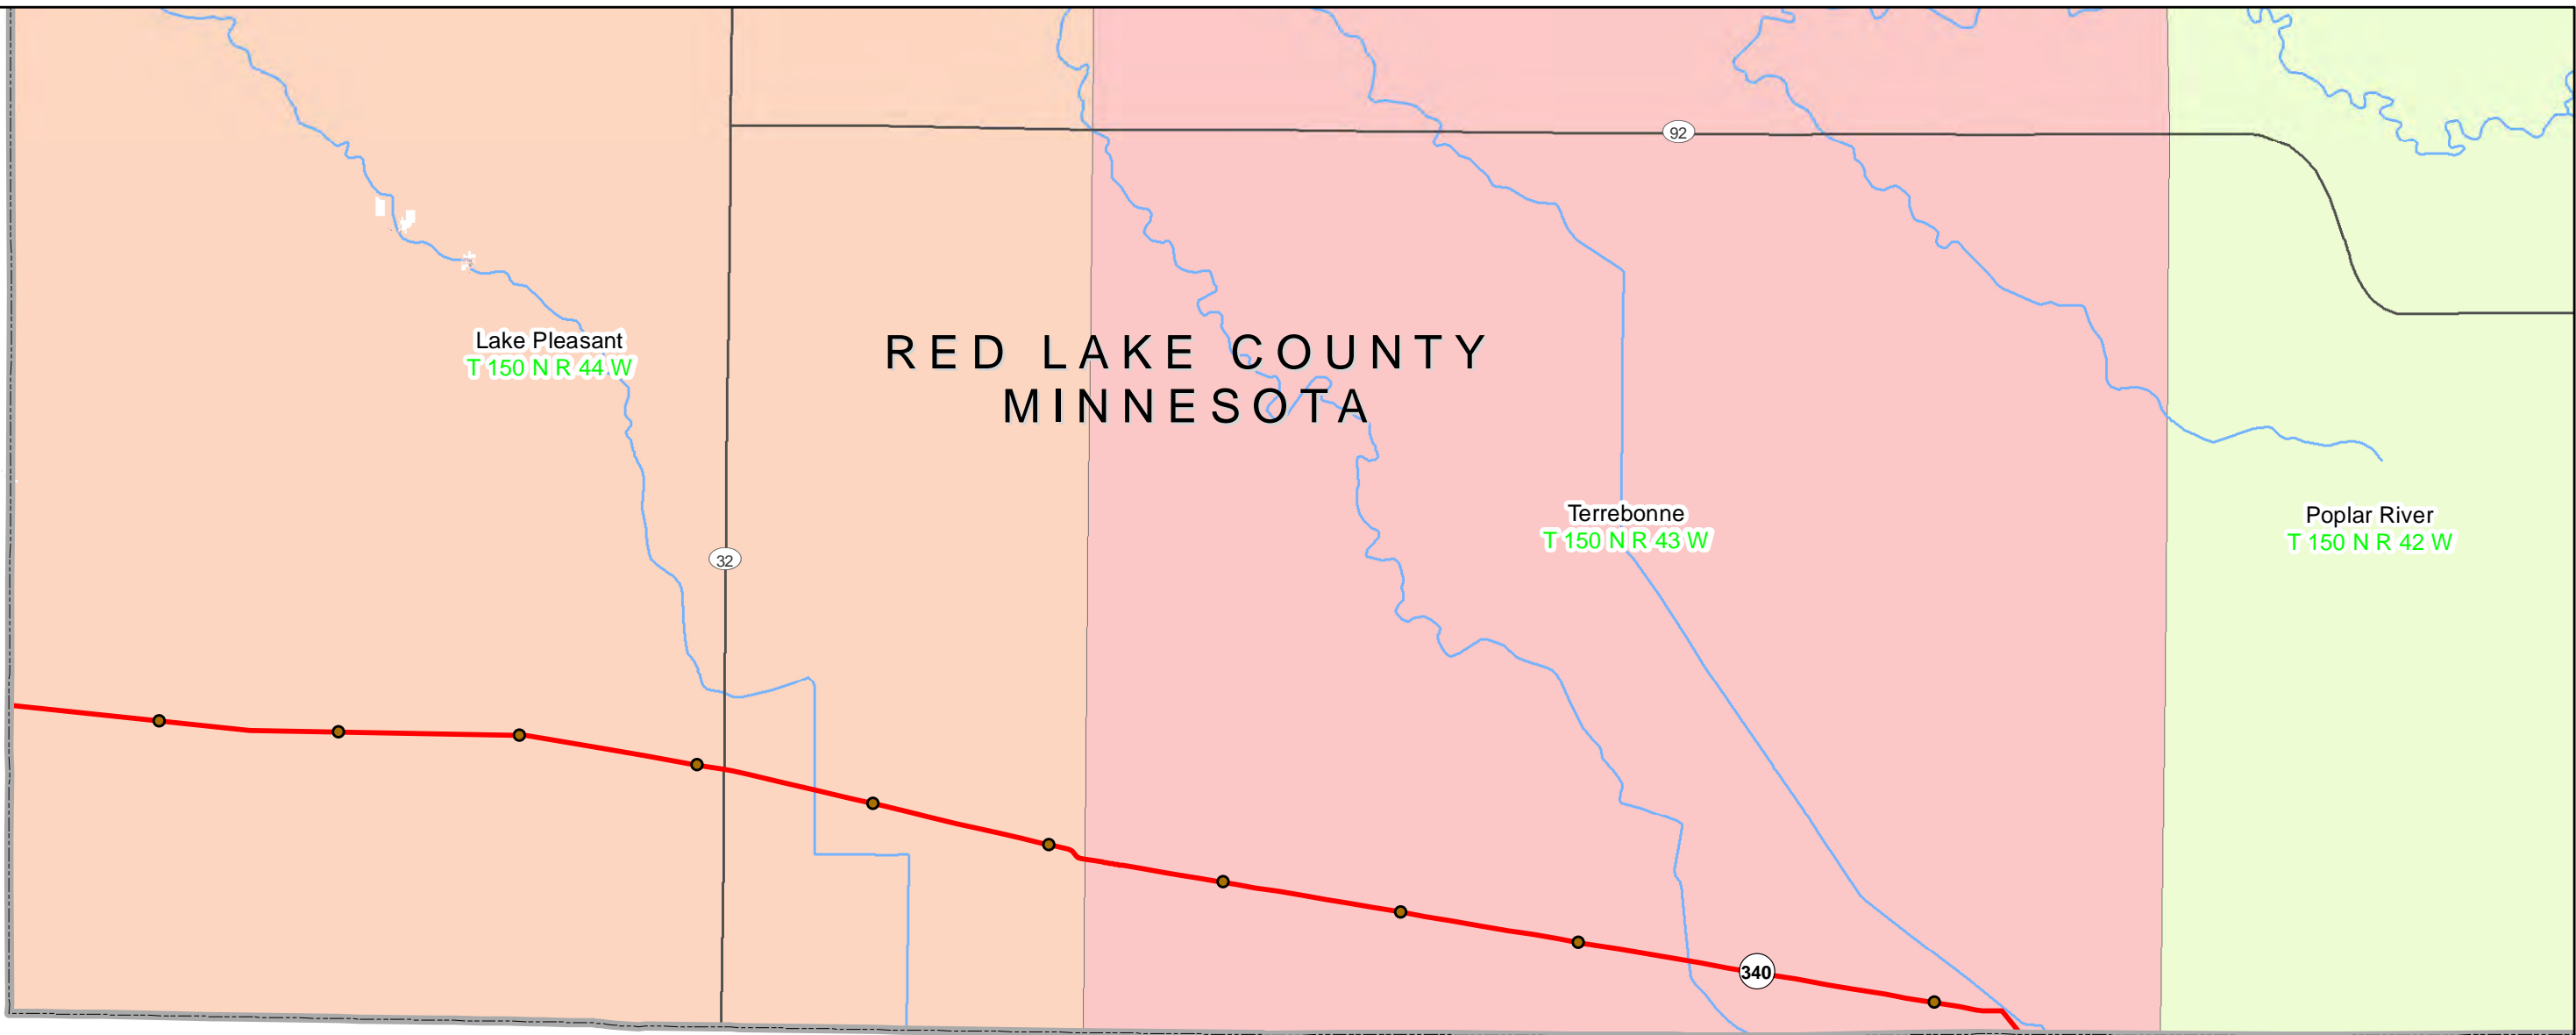 92
RED LAKE COUNTY
MINNESOTA
Lake Pleasant
T 150 N R 44 W
Terrebonne
T 150 N R 43 W
Poplar River
T 150 N R 42 W
32
340